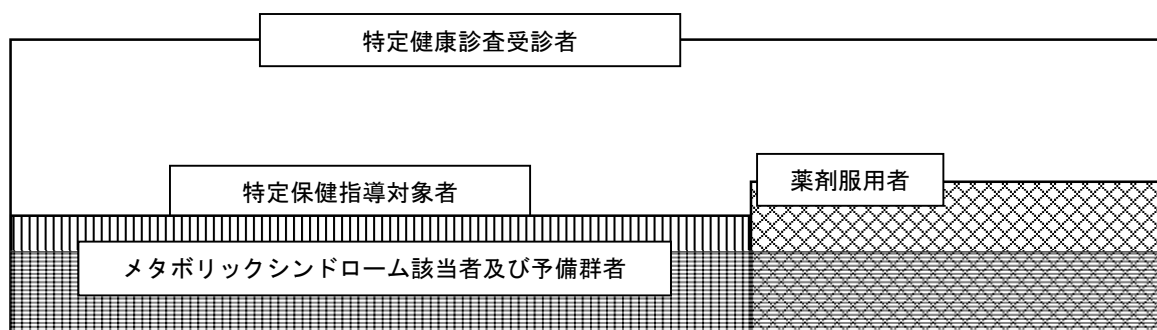 特定健康診査受診者
薬剤服用者
特定保健指導対象者
メタボリックシンドローム該当者及び予備群者